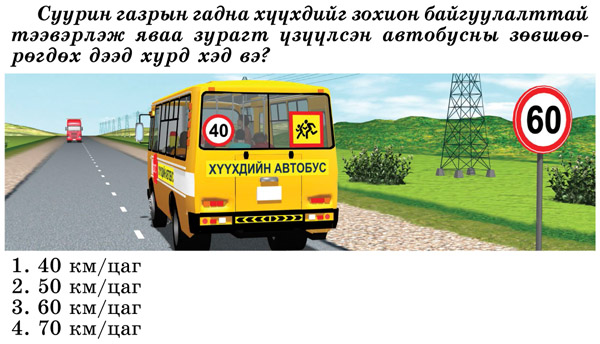 Суурин газрын гадна хүүхдийг зохион байгуулалттай
тээвэрлэж яваа зурагт үзүүлсэн автобусны зөвшөө-
рөгдөх дээд хурд хэд вэ?
40
60
ХҮҮХДИЙН АВТОБУС
1. 40 км/цаг
2. 50 км/цаг
3. 60 км/цаг
4. 70 км/цаг